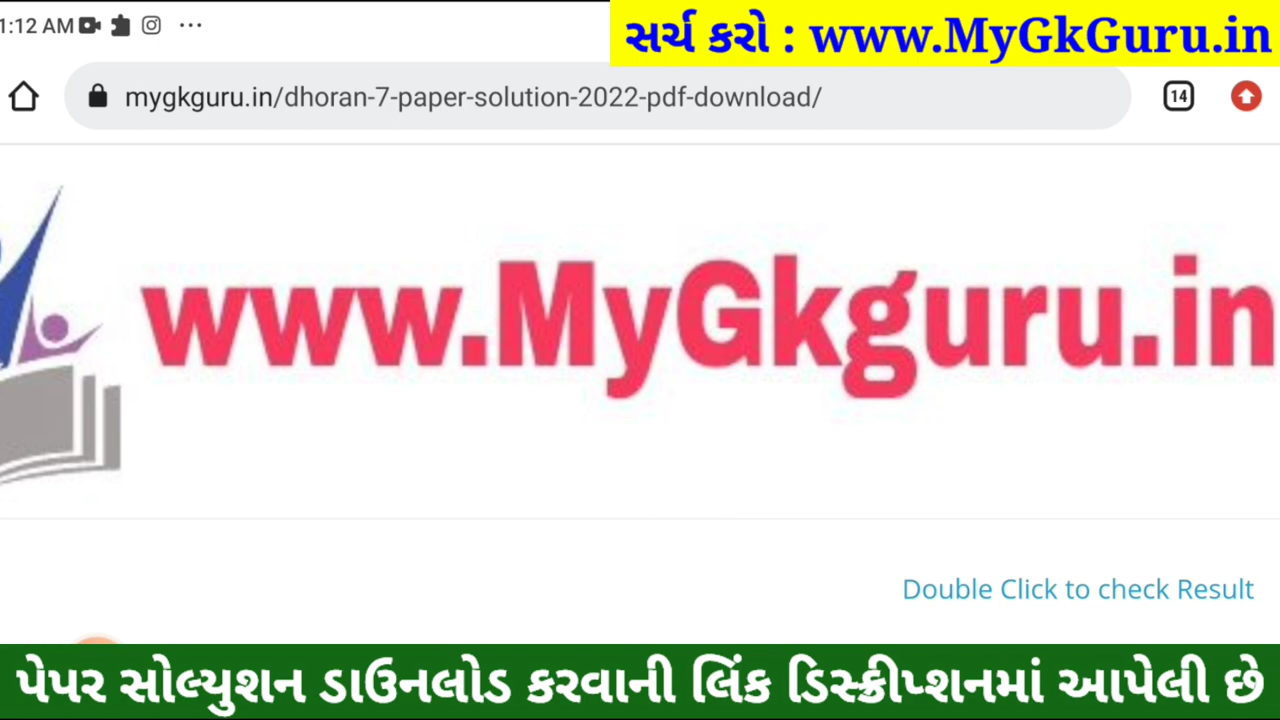 1:12 AM
સર્ચ કરો : www.MyGkGuru.in
mygkguru.in/dhoran-7-paper-solution-2022-pdf-download/
14
www.MyGkguru.in
Double Click to check Result
પેપર સોલ્યુશન ડાઉનલોડ કરવાની લિંક ડિસ્ક્રીપ્શનમાં આપેલી છે